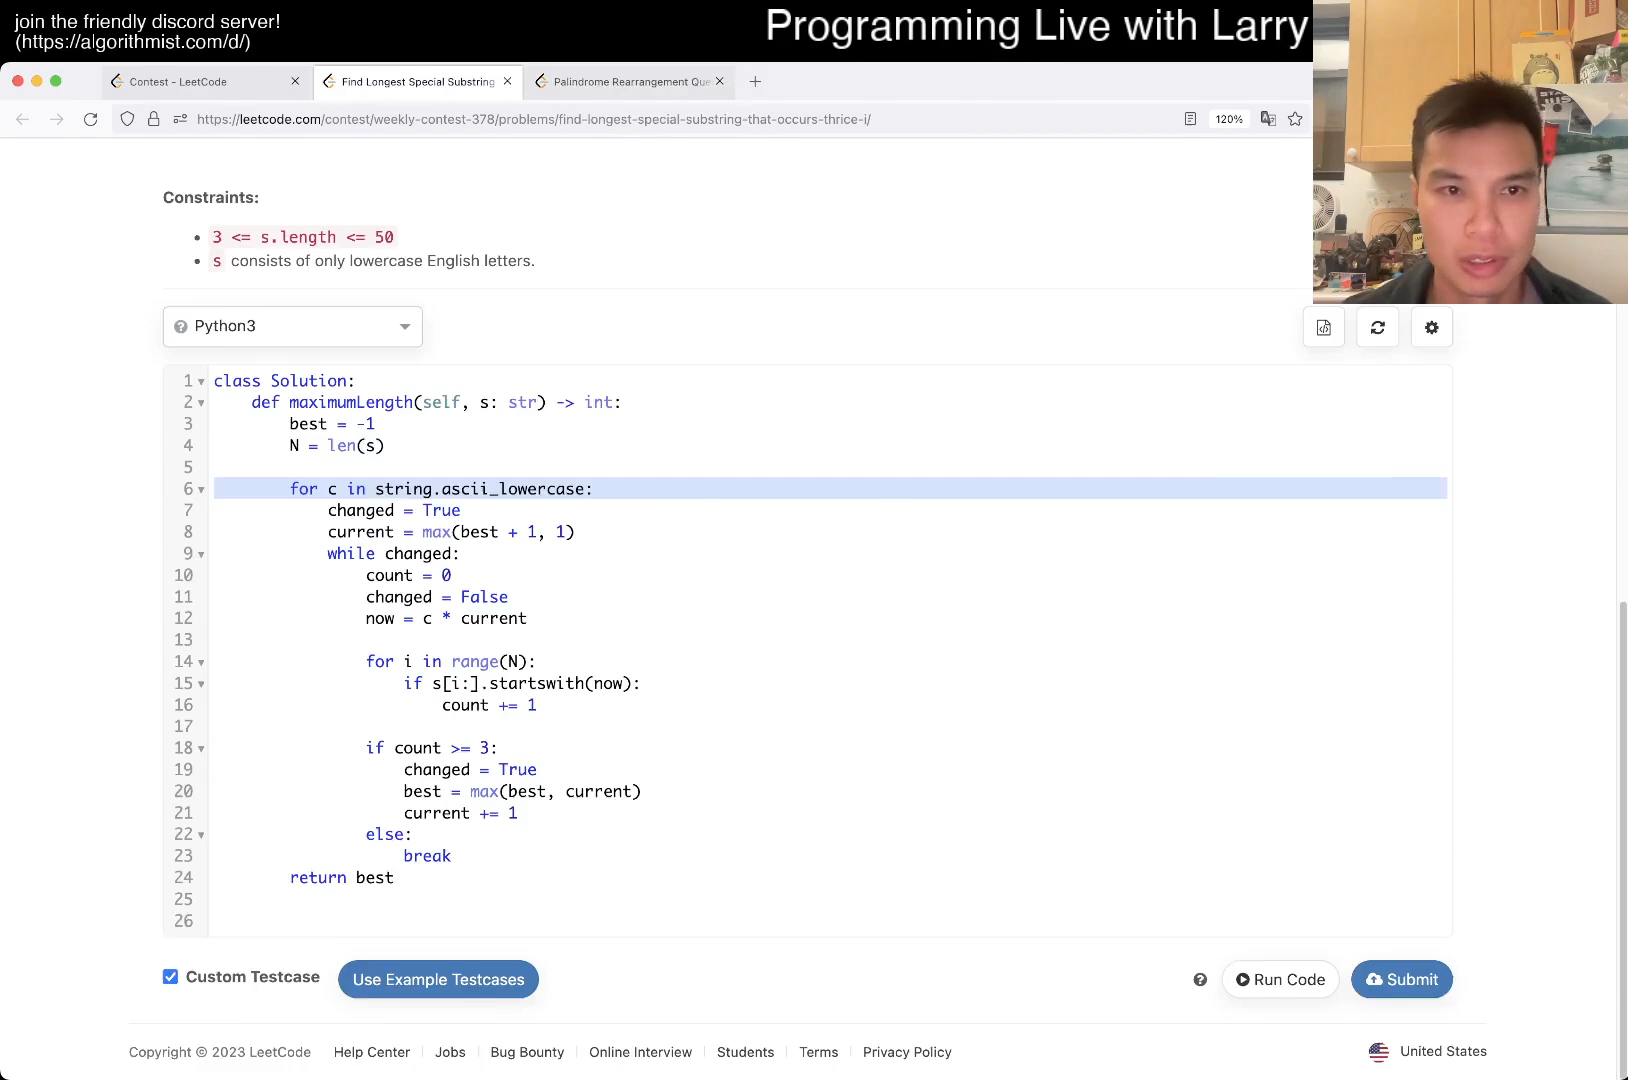 join the friendly discord server!
(https://algorithmist.com/d/)
Programming Live with Larry
Contest - LeetCode
Find Longest Special Substring
Palindrome Rearrangement Que
https://leetcode.com/contest/weekly-contest-378/problems/find-longest-special-substring-that-occurs-thrice-i/
120%
Constraints:
• 3 <= s.length <= 50
• s consists of only lowercase English letters.
Python3
1 class Solution:
2 def maximumLength(self, s: str) -> int:
3 best = -1
4 N = len(s)
5
6 for c in string.ascii_lowercase:
7 changed = True
8 current = max(best + 1, 1)
9 while changed:
10 count = 0
11 changed = False
12 now = c * current
13
14 for i in range(N):
15 if s[i:].startswith(now):
16 count += 1
17
18 if count >= 3:
19 changed = True
20 best = max(best, current)
21 current += 1
22 else:
23 break
24 return best
25
26
Custom Testcase
Use Example Testcases
Run Code
Submit
Copyright © 2023 LeetCode
Help Center
Jobs
Bug Bounty
Online Interview
Students
Terms
Privacy Policy
United States